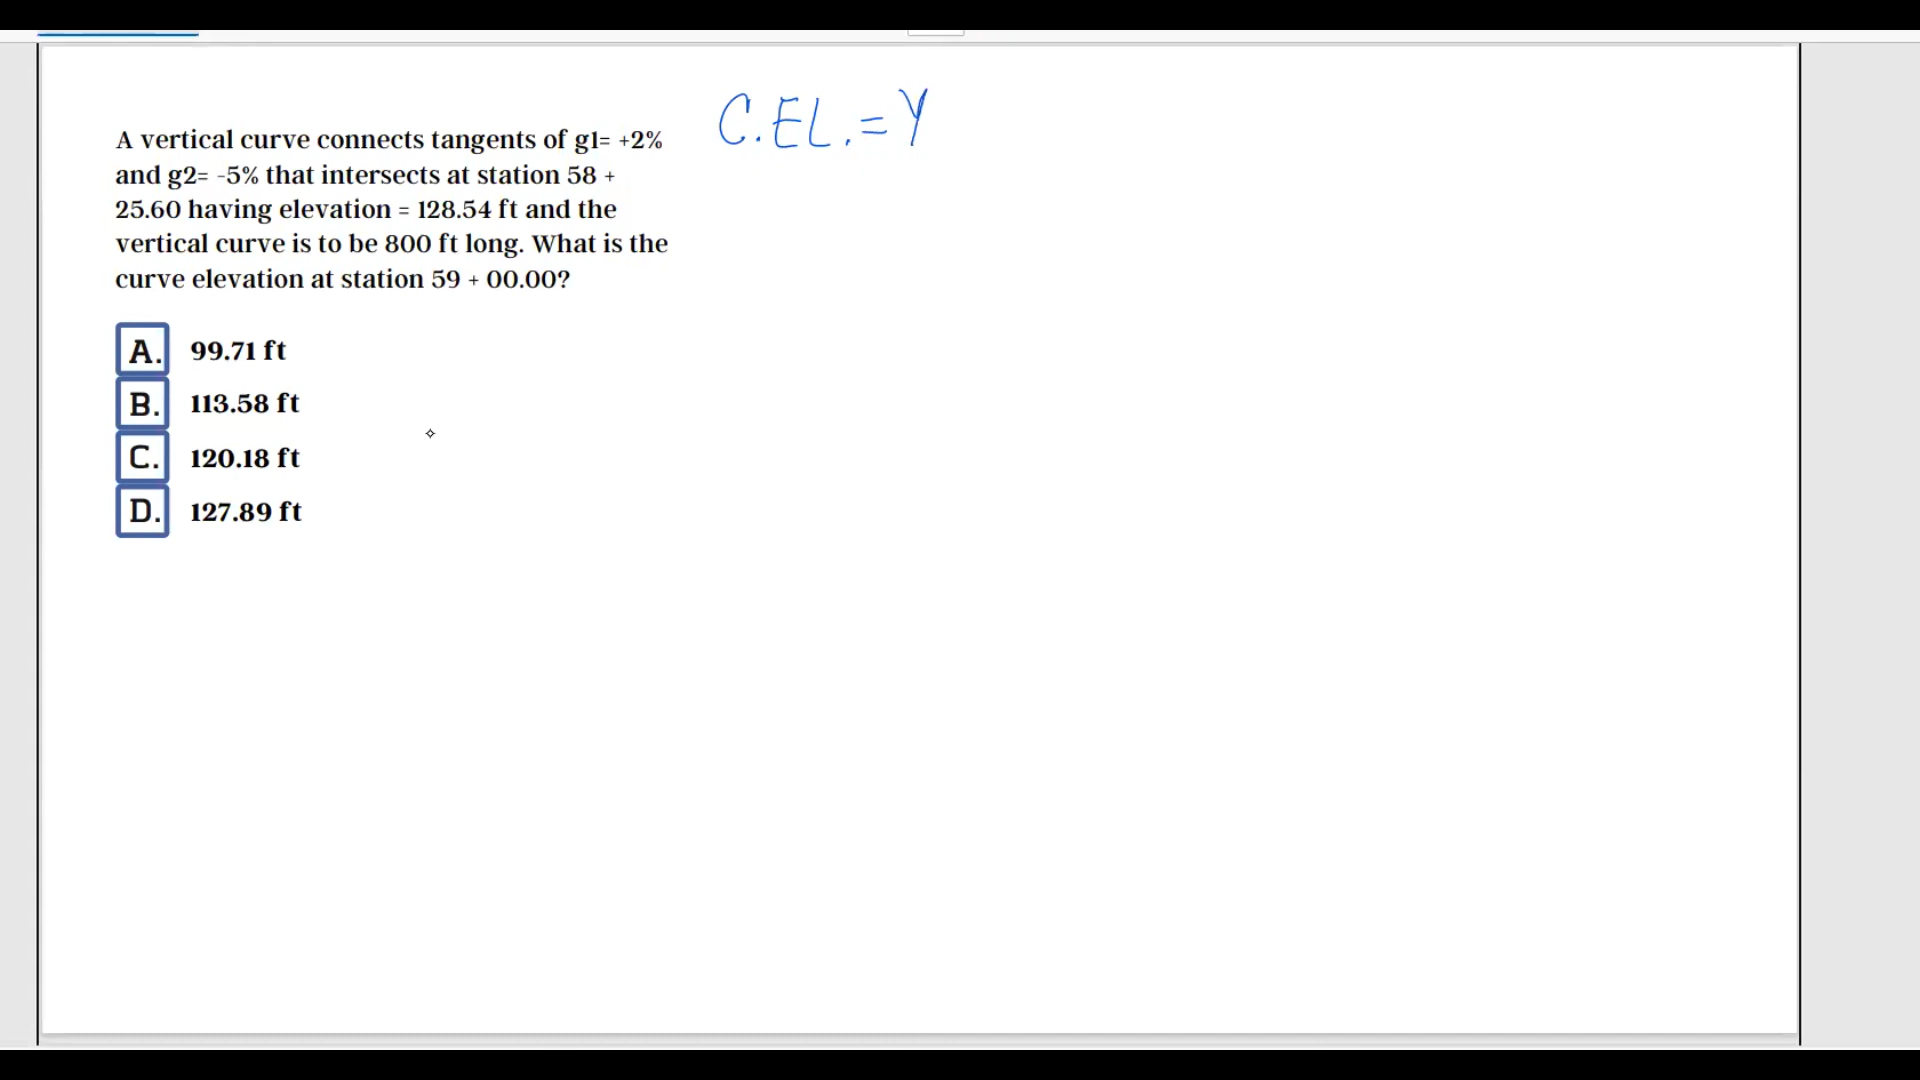 C.EL.=Y
A vertical curve connects tangents of g1= +2%
and g2= -5% that intersects at station 58 +
25.60 having elevation = 128.54 ft and the
vertical curve is to be 800 ft long. What is the
curve elevation at station 59 + 00.00?
A. 99.71 ft
B. 113.58 ft
C. 120.18 ft
D. 127.89 ft